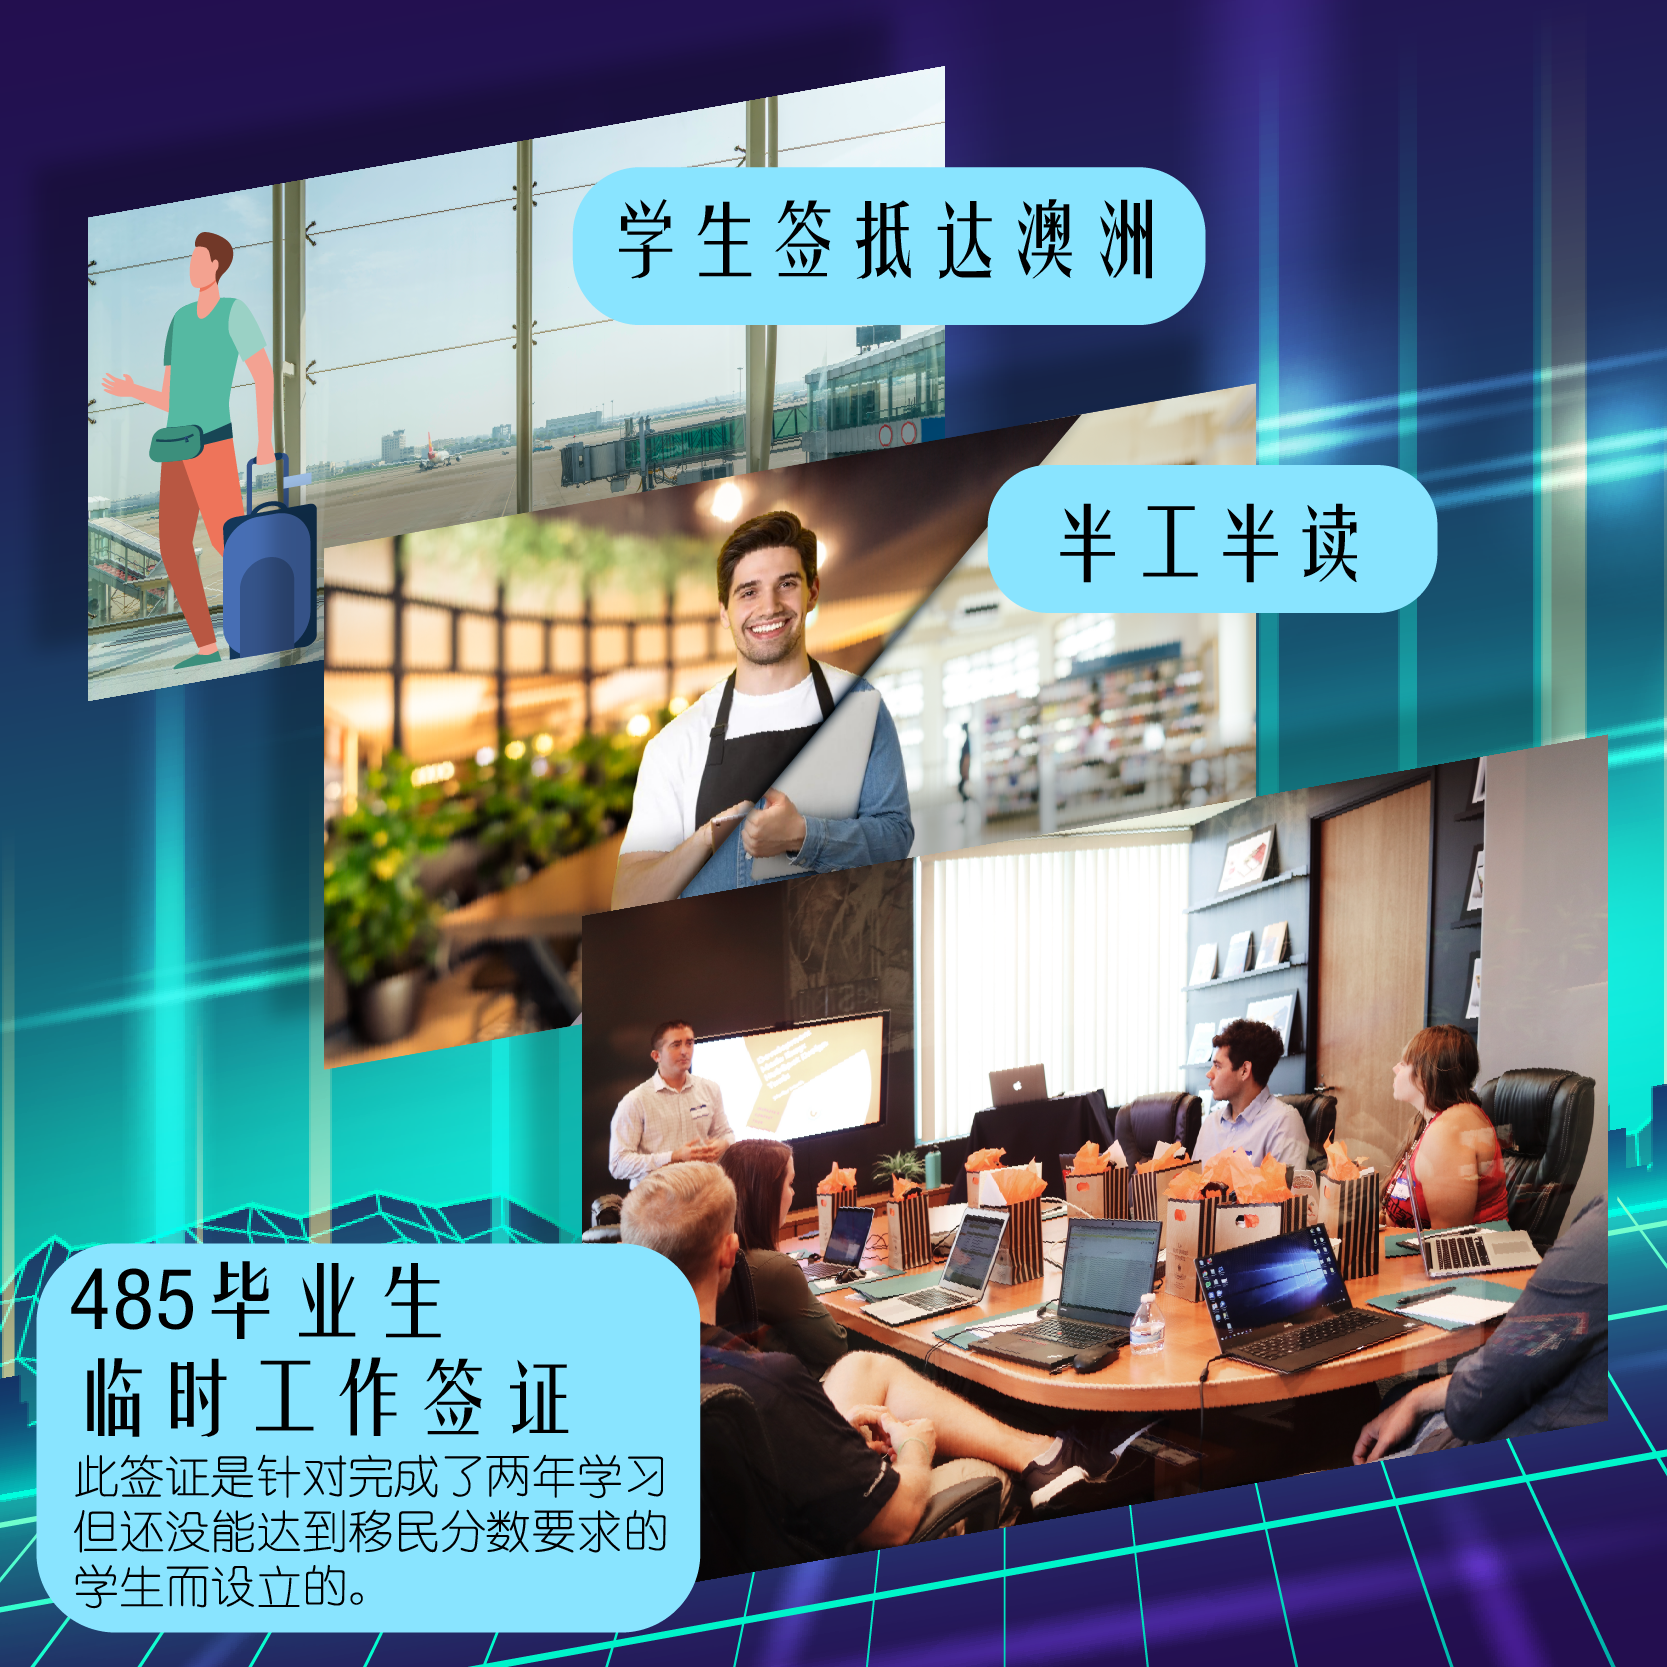 学生签抵达澳洲
半工半读
485毕业生
临时工作签证
此签证是针对完成了两年学习
但还没能达到移民分数要求的
学生而设立的。